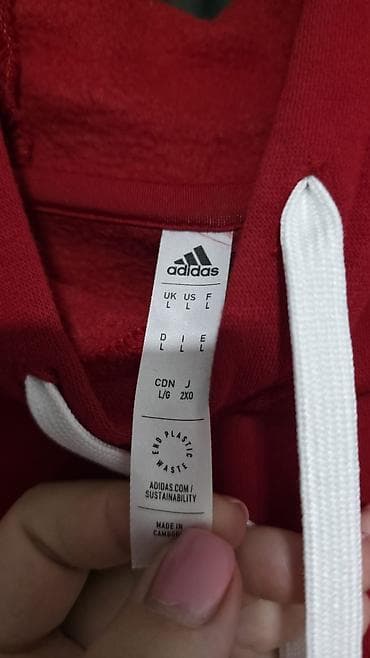 adidas
UK US F
L L L
D I E
L L L
CDN J
L/G 2XO
END PLASTIC WASTE
ADIDAS.COM/
SUSTAINABILITY
MADE IN